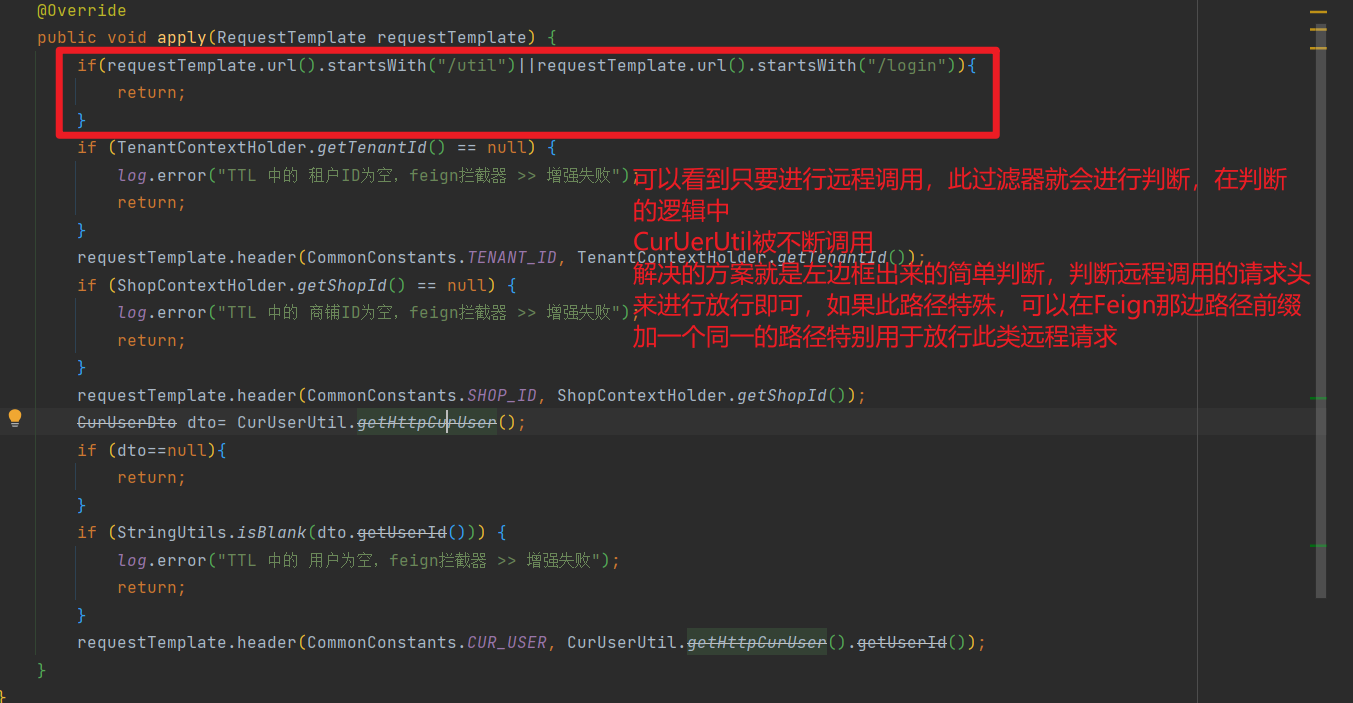 @Override
public void apply(RequestTemplate requestTemplate) {
if(requestTemplate.url().startsWith("/util")||requestTemplate.url().startsWith("/login")){
return;
}
if (TenantContextHolder.getTenantId() == null) {
log.error("TTL 中的 租户ID为空，feign拦截器 >> 增强失败");
return;
}
requestTemplate.header(CommonConstants.TENANT_ID, TenantContextHolder.getTenantId());
if (ShopContextHolder.getShopId() == null) {
log.error("TTL 中的 商铺ID为空，feign拦截器 >> 增强失败");
return;
}
requestTemplate.header(CommonConstants.SHOP_ID, ShopContextHolder.getShopId());
CurUserDto dto= CurUserUtil.getHttpCurUser();
if (dto==null){
return;
}
if (StringUtils.isBlank(dto.getUserId())) {
log.error("TTL 中的 用户为空，feign拦截器 >> 增强失败");
return;
}
requestTemplate.header(CommonConstants.CUR_USER, CurUserUtil.getHttpCurUser().getUserId());
}
}
可以看到只要进行远程调用，此过滤器就会进行判断，在判断
的逻辑中
CurUerUtil被不断调用
解决的方案就是左边框出来的简单判断，判断远程调用的请求头
来进行放行即可，如果此路径特殊，可以在Feign那边路径前缀
加一个同一的路径特别用于放行此类远程请求